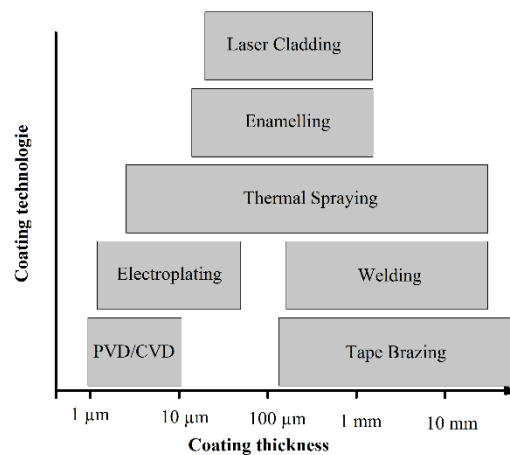 Laser Cladding
Enamelling
Thermal Spraying
Electroplating
Welding
PVD/CVD
Tape Brazing
Coating technologie
1 µm
10 µm
100 µm
1 mm
10 mm
Coating thickness